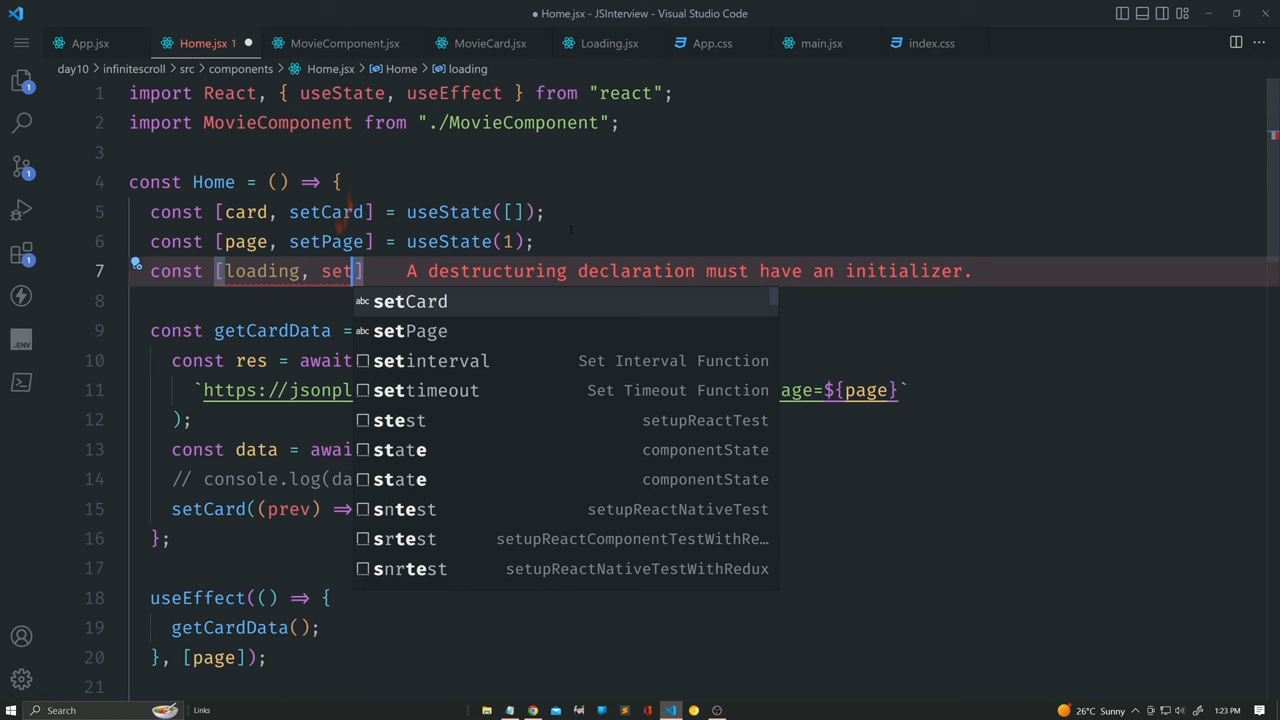 ● Home.jsx - JSInterview - Visual Studio Code
App.jsx
Home.jsx 1 ●
MovieComponent.jsx
MovieCard.jsx
Loading.jsx
App.css
main.jsx
index.css
day10 › infinitescroll › src › components › Home.jsx › Home › loading
1 import React, { useState, useEffect } from "react";
2 import MovieComponent from "./MovieComponent";
3
4 const Home = () => {
5 const [card, setCard] = useState([]);
6 const [page, setPage] = useState(1);
7 const [loading, set] A destructuring declaration must have an initializer.
setCard
8
setPage
9 const getCardData =
setinterval Set Interval Function
10 const res = await
settimeout Set Timeout Function
11 `https://jsonpl age=${page}`
stest setupReactTest
12 );
state componentState
13 const data = awai
state componentState
14 // console.log(da
sntest setupReactNativeTest
15 setCard((prev) =>
srtest setupReactComponentTestWithRe…
16 };
snrtest setupReactNativeTestWithRedux
17
18 useEffect(() => {
19 getCardData();
20 }, [page]);
21
1
1
1
.ENV
Search
Links
26°C Sunny
1:23 PM